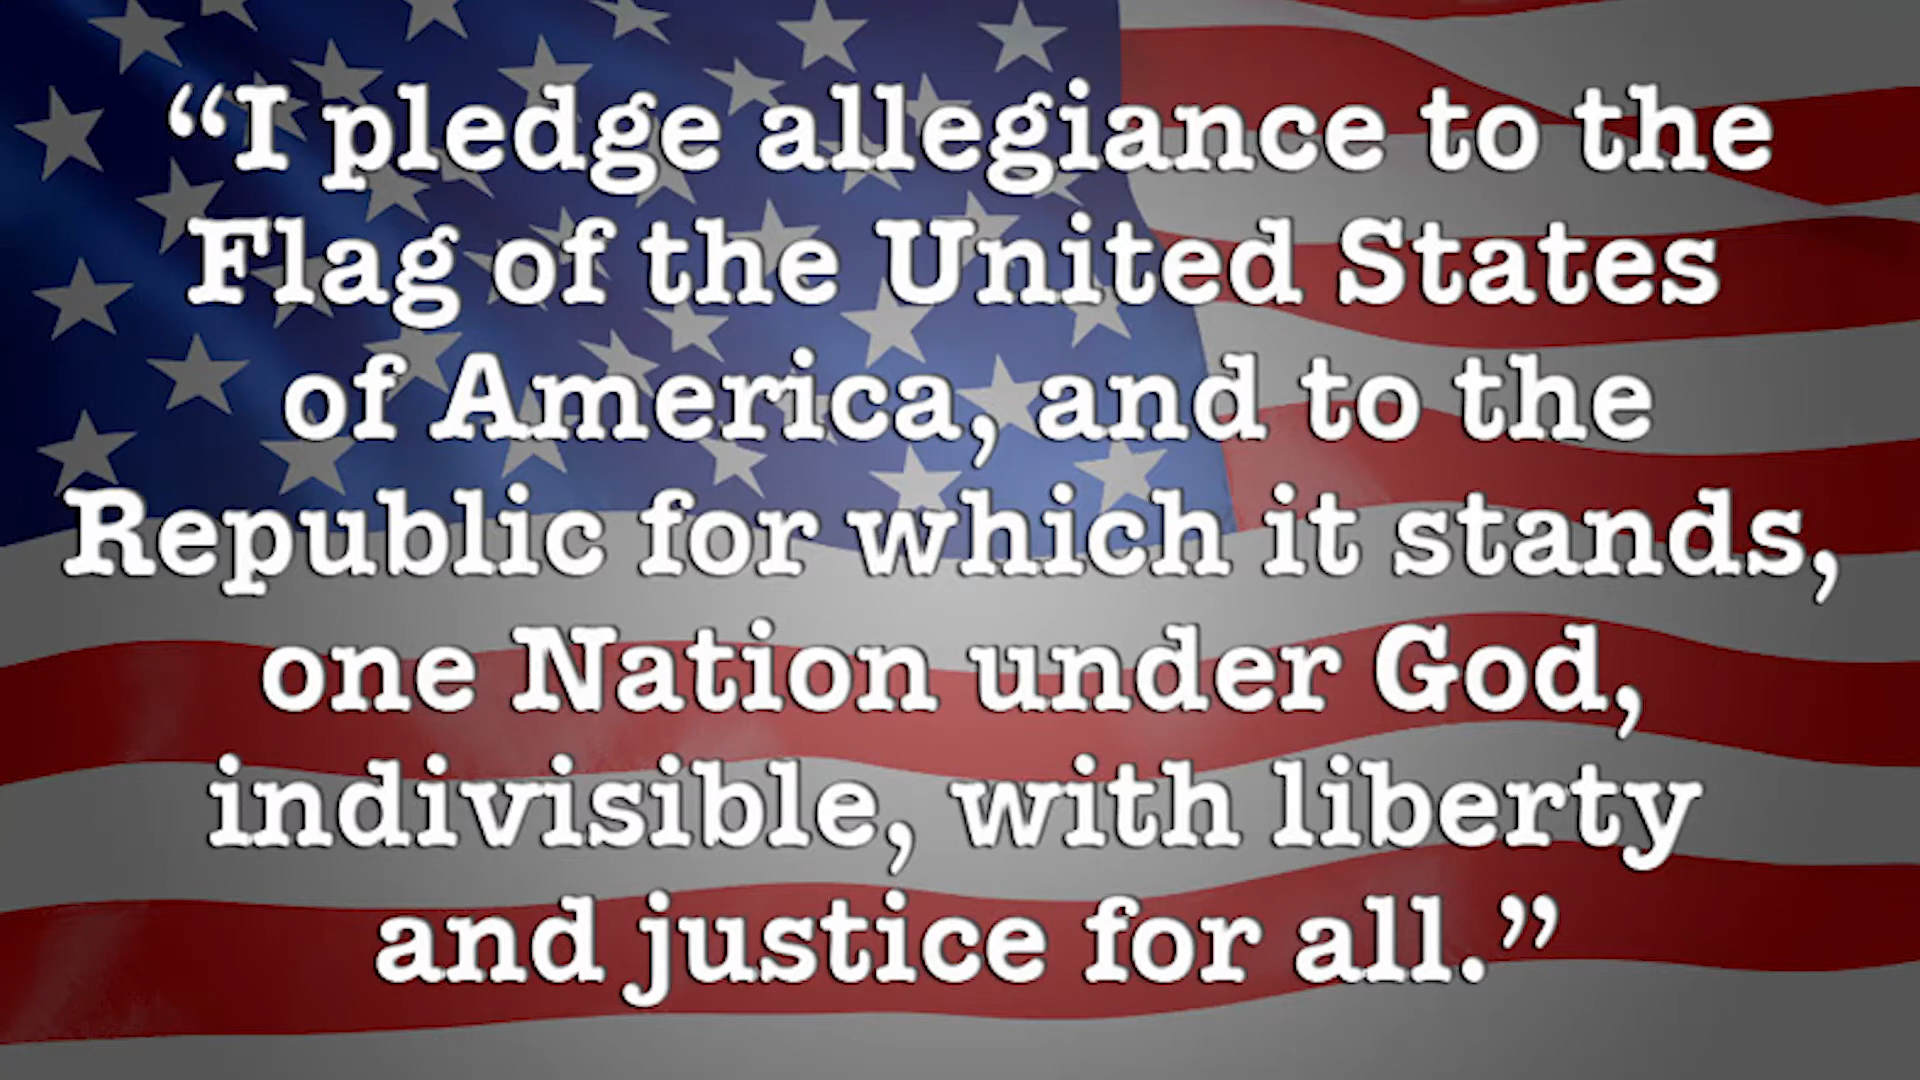 “I pledge allegiance to the
Flag of the United States
of America, and to the
Republic for which it stands,
one Nation under God,
indivisible, with liberty
and justice for all.”